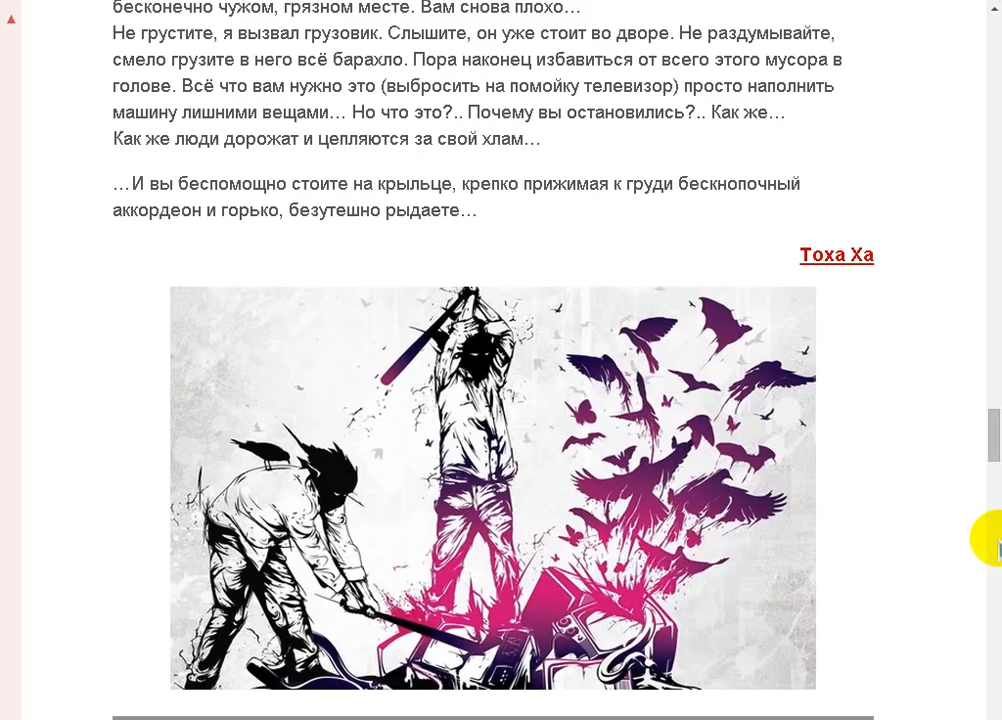 бесконечно чужом, грязном месте. Вам снова плохо…
Не грустите, я вызвал грузовик. Слышите, он уже стоит во дворе. Не раздумывайте,
смело грузите в него всё барахло. Пора наконец избавиться от всего этого мусора в
голове. Всё что вам нужно это (выбросить на помойку телевизор) просто наполнить
машину лишними вещами… Но что это?.. Почему вы остановились?.. Как же…
Как же люди дорожат и цепляются за свой хлам…
…И вы беспомощно стоите на крыльце, крепко прижимая к груди бескнопочный
аккордеон и горько, безутешно рыдаете…
Тоха Ха